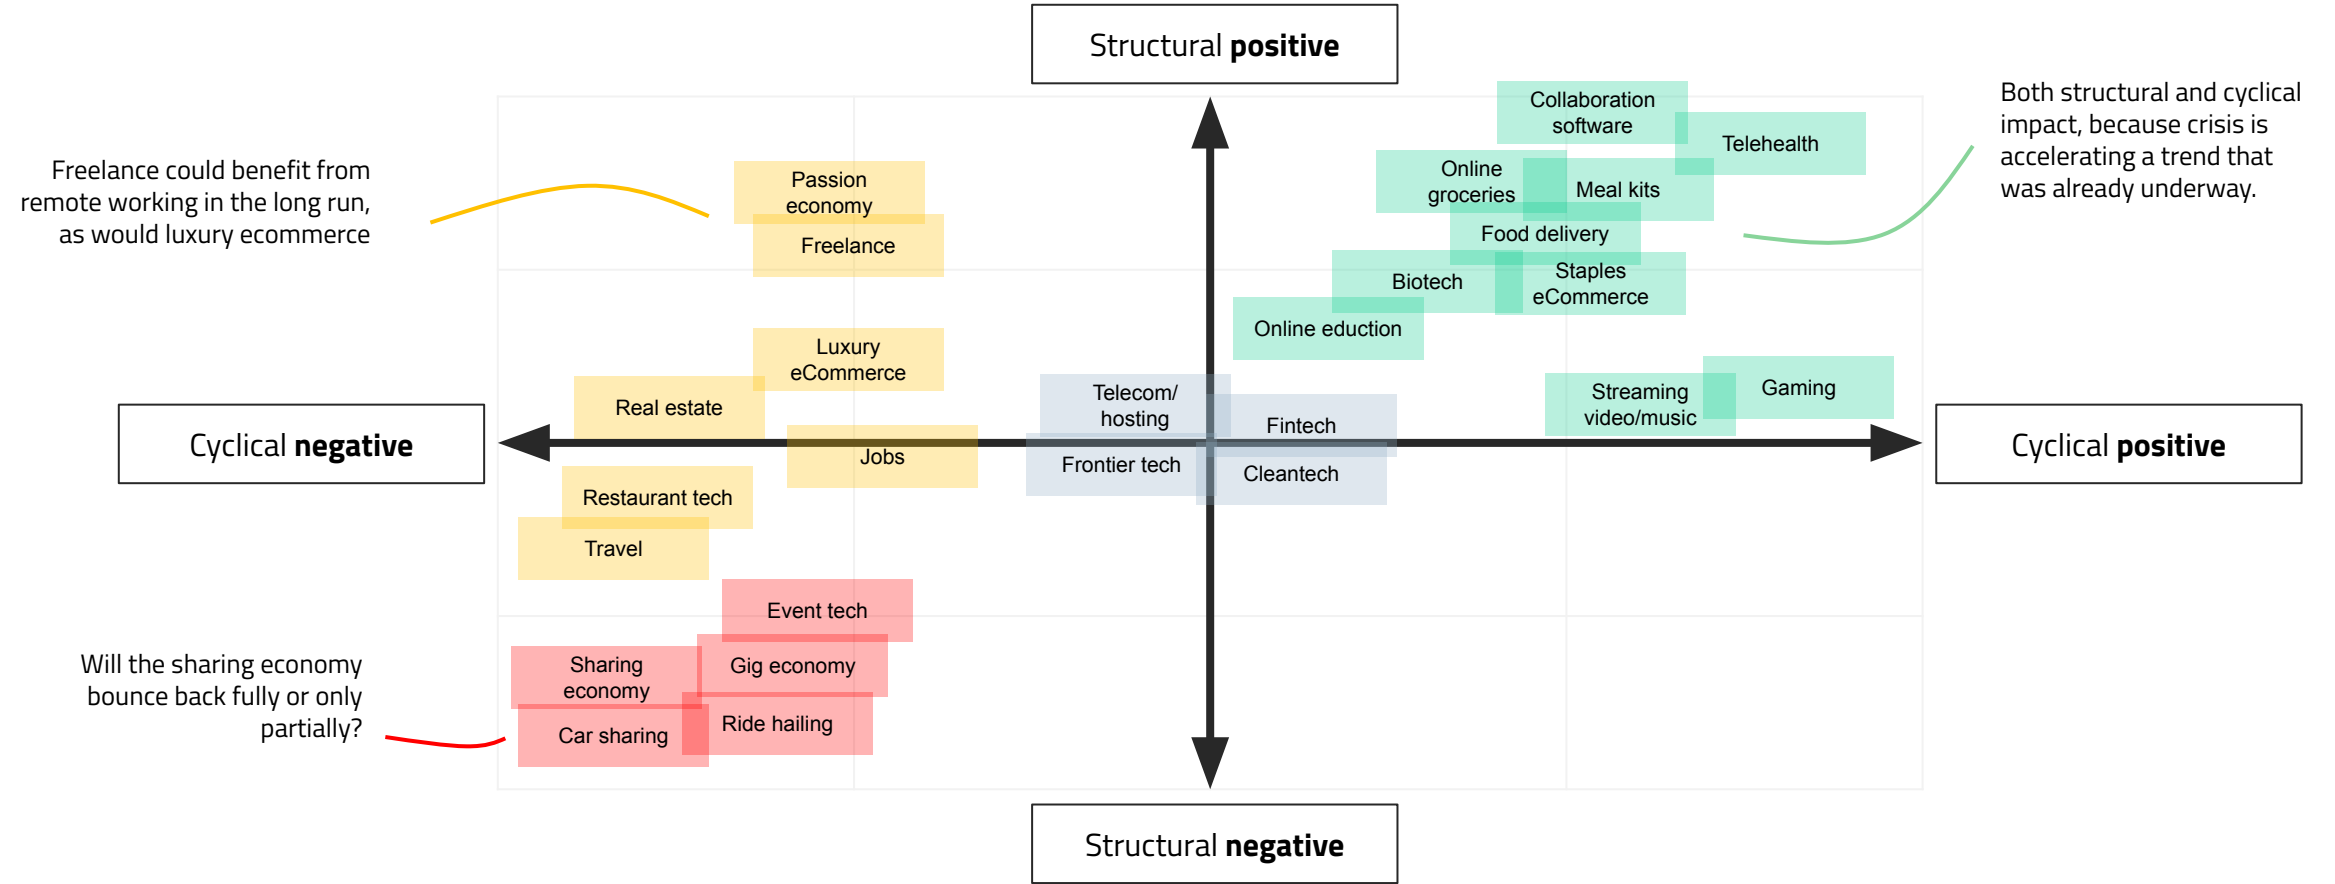 Structural positive
Collaboration
software
Both structural and cyclical
impact, because crisis is
accelerating a trend that
was already underway.
Telehealth
Freelance could benefit from
remote working in the long run,
as would luxury ecommerce
Passion
economy
Freelance
Online
groceries
Meal kits
Food delivery
Biotech
Staples
eCommerce
Online eduction
Luxury
eCommerce
Real estate
Telecom/
hosting
Fintech
Streaming
video/music
Gaming
Cyclical negative
Cyclical positive
Jobs
Frontier tech
Cleantech
Restaurant tech
Travel
Event tech
Will the sharing economy
bounce back fully or only
partially?
Sharing
economy
Gig economy
Car sharing
Ride hailing
Structural negative